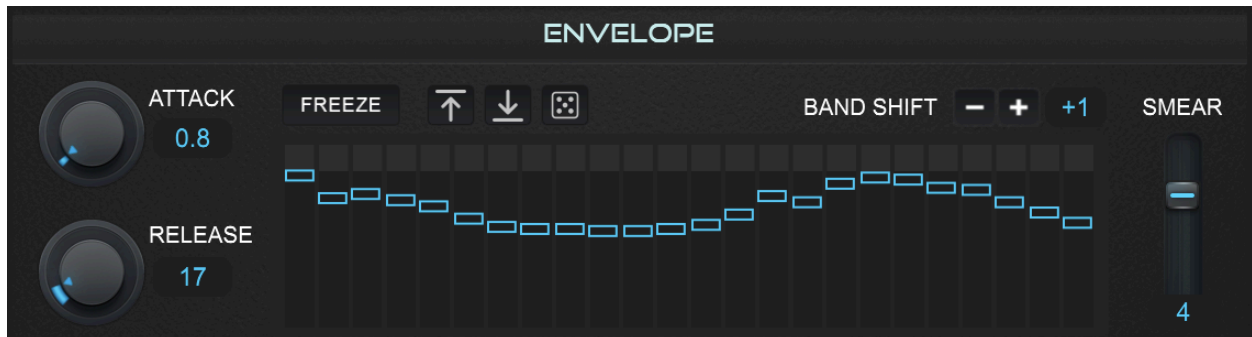 ENVELOPE
ATTACK
0.8
FREEZE
BAND SHIFT - + +1
SMEAR
RELEASE
17
4